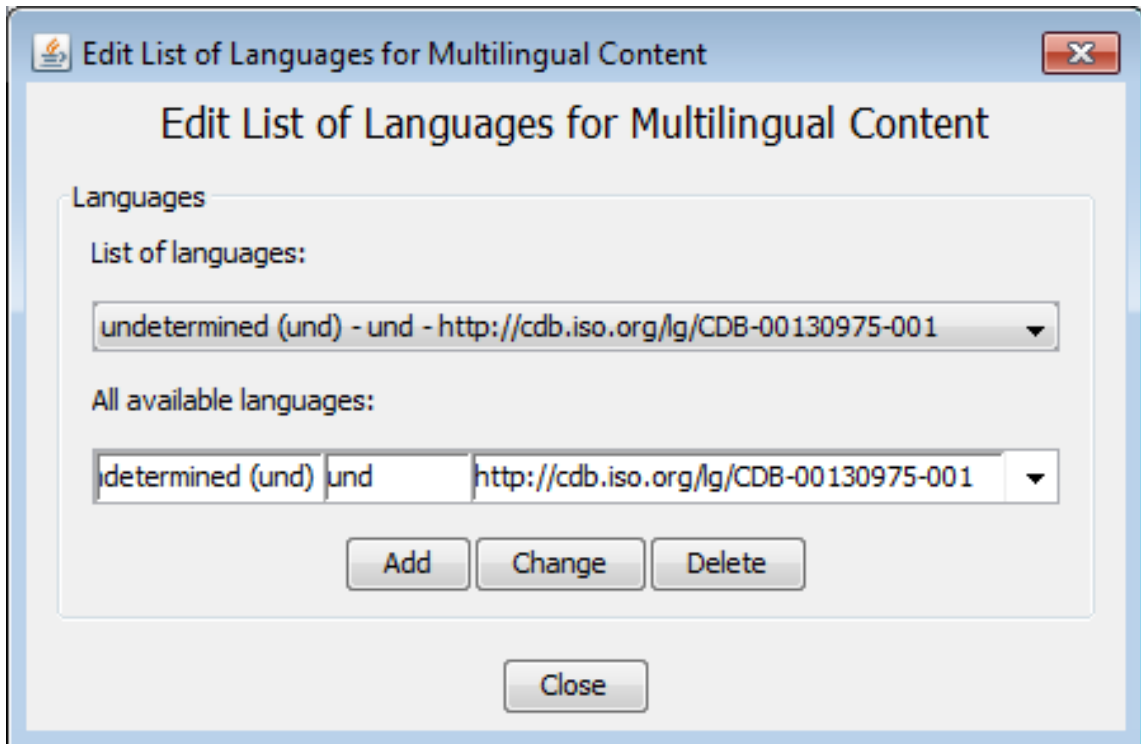 Edit List of Languages for Multilingual Content
Edit List of Languages for Multilingual Content
Languages
List of languages:
undetermined (und) - und - http://cdb.iso.org/lg/CDB-00130975-001
All available languages:
determined (und) und http://cdb.iso.org/lg/CDB-00130975-001
Add Change Delete
Close